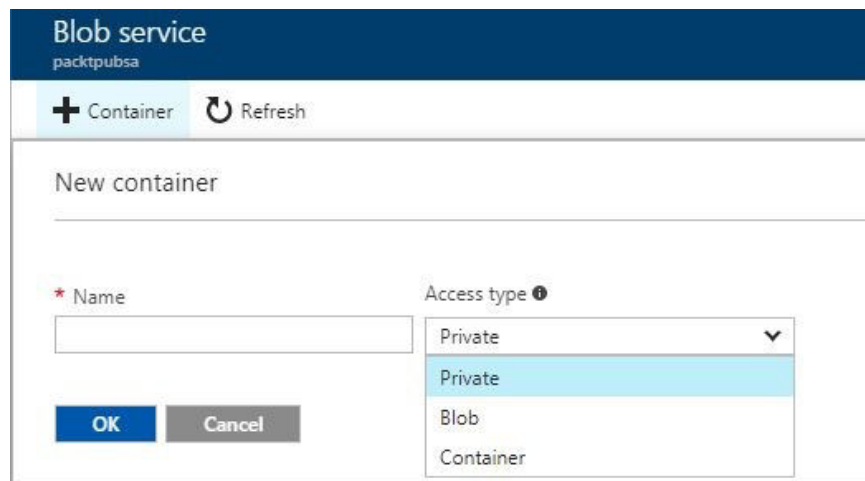 Blob service
packtpubsa
Container Refresh
New container
* Name Access type
Private
Private
Blob
Container
OK Cancel